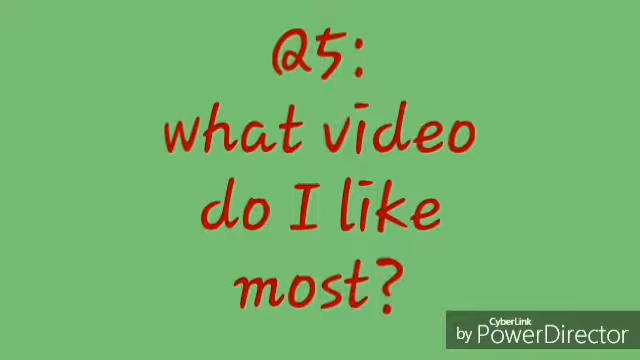 Q5:
what video
do I like
most?
CyberLink
by PowerDirector